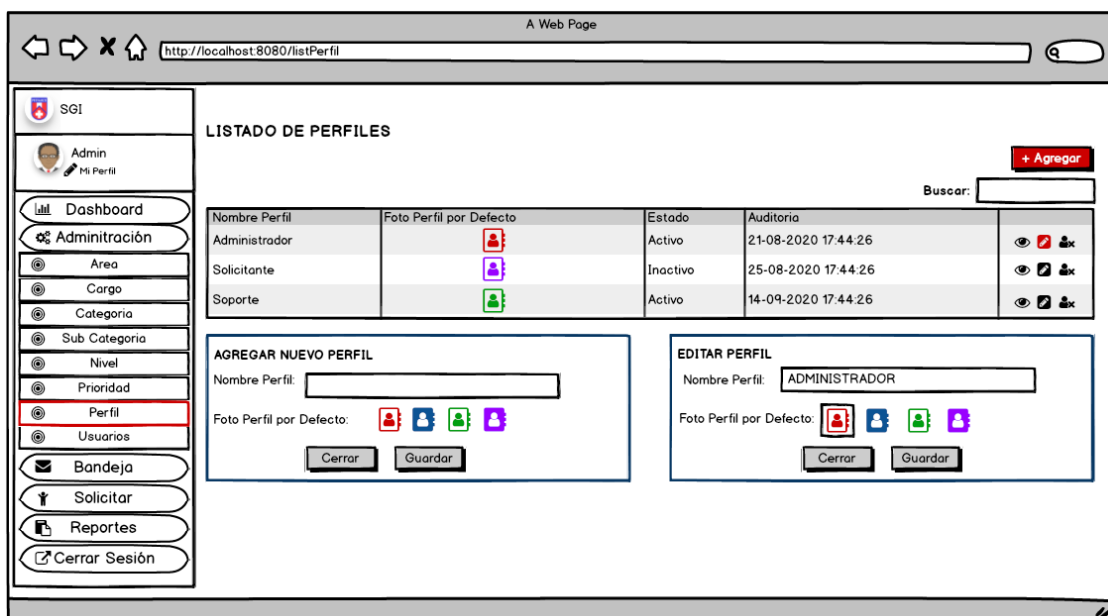 A Web Page
http://localhost:8080/listPerfil
SGI
Admin
Mi Perfil
Dashboard
Adminitración
Area
Cargo
Categoria
Sub Categoria
Nivel
Prioridad
Perfil
Usuarios
Bandeja
Solicitar
Reportes
Cerrar Sesión
LISTADO DE PERFILES
+ Agregar
Buscar:
Nombre Perfil Foto Perfil por Defecto Estado Auditoria
Administrador Activo 21-08-2020 17:44:26
Solicitante Inactivo 25-08-2020 17:44:26
Soporte Activo 14-09-2020 17:44:26
AGREGAR NUEVO PERFIL
Nombre Perfil:
Foto Perfil por Defecto:
Cerrar Guardar
EDITAR PERFIL
Nombre Perfil: ADMINISTRADOR
Foto Perfil por Defecto:
Cerrar Guardar